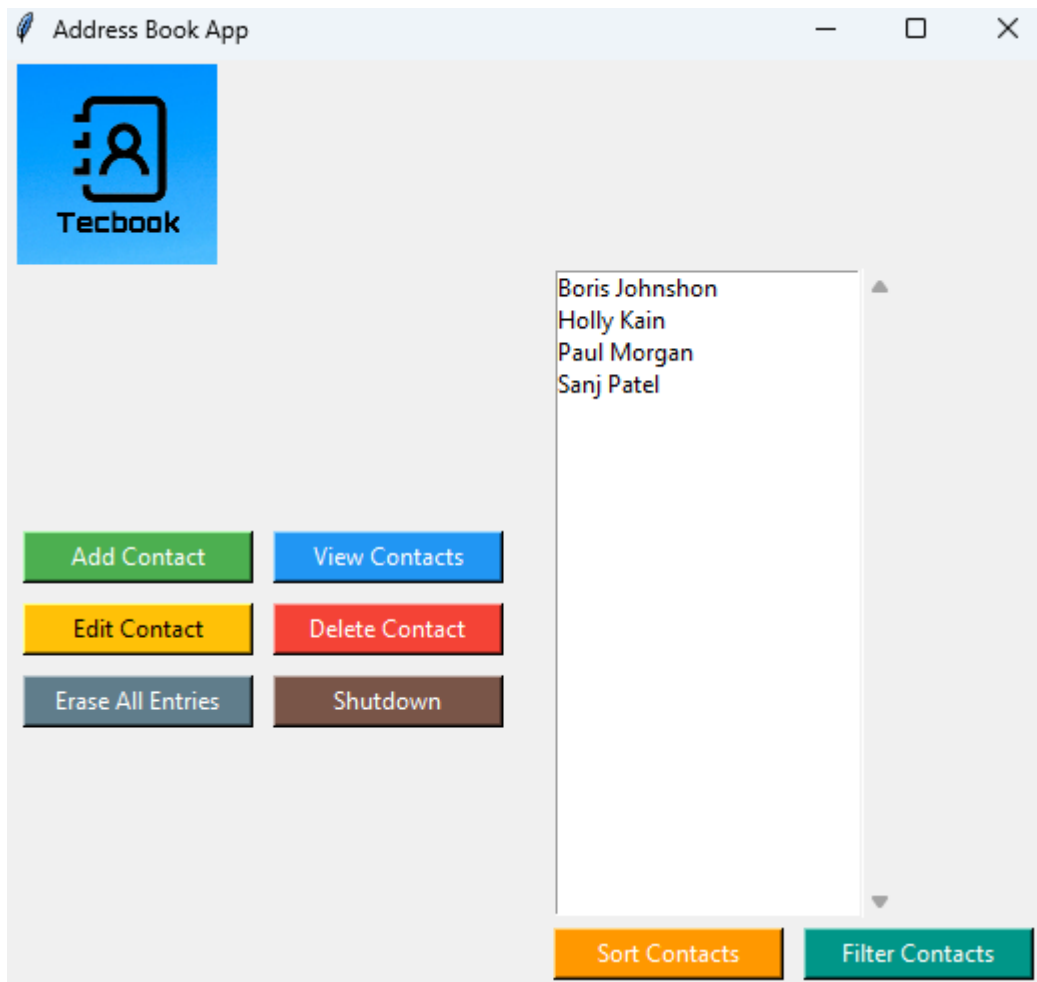 Address Book App
Tecbook
Boris Johnshon
Holly Kain
Paul Morgan
Sanj Patel
Add Contact
View Contacts
Edit Contact
Delete Contact
Erase All Entries
Shutdown
Sort Contacts
Filter Contacts